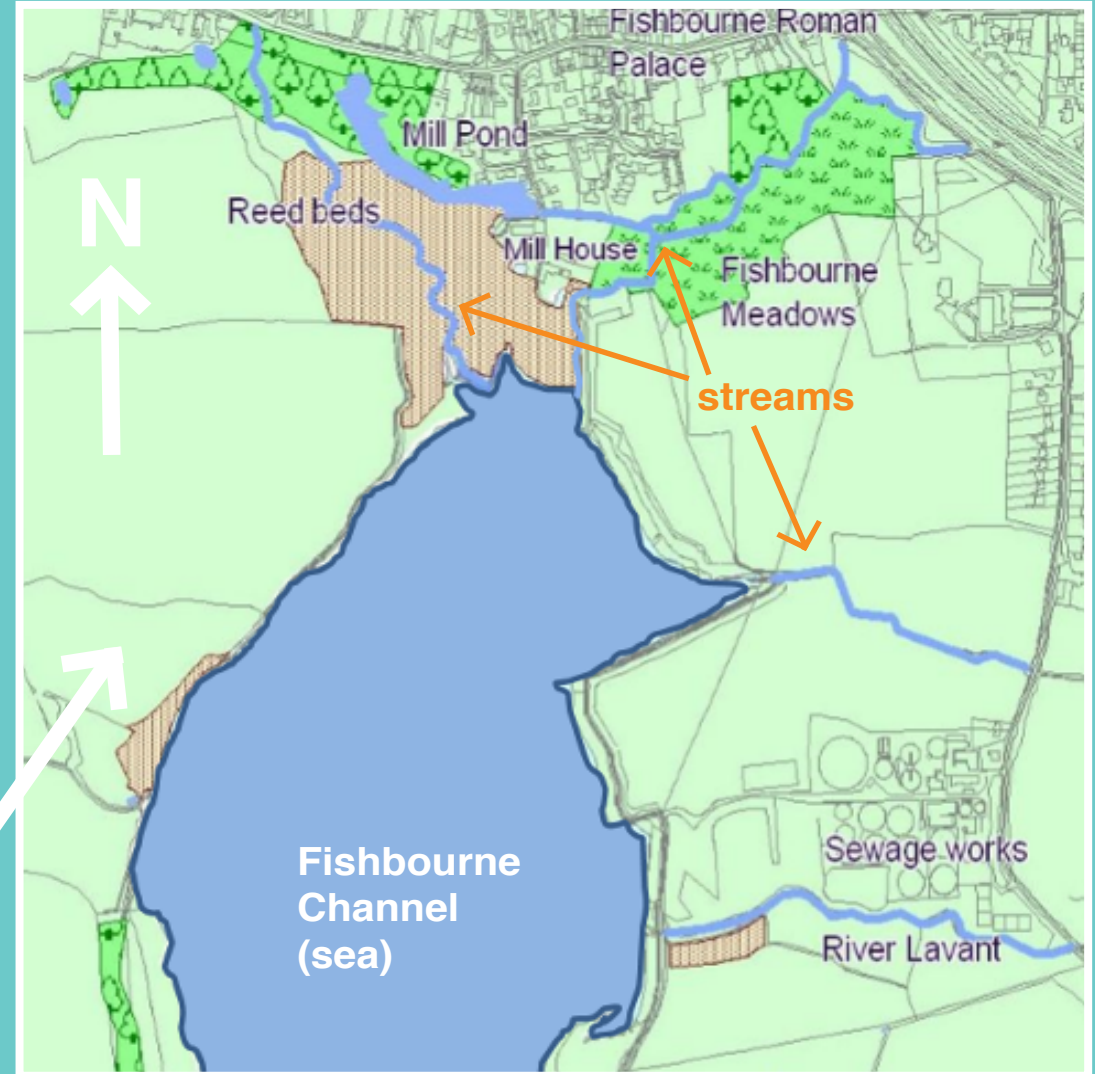 Fishbourne Roman
Palace
Mill Pond
N
Reed beds
Mill House
Fishbourne
Meadows
streams
Fishbourne
Channel
(sea)
Sewage works
River Lavant